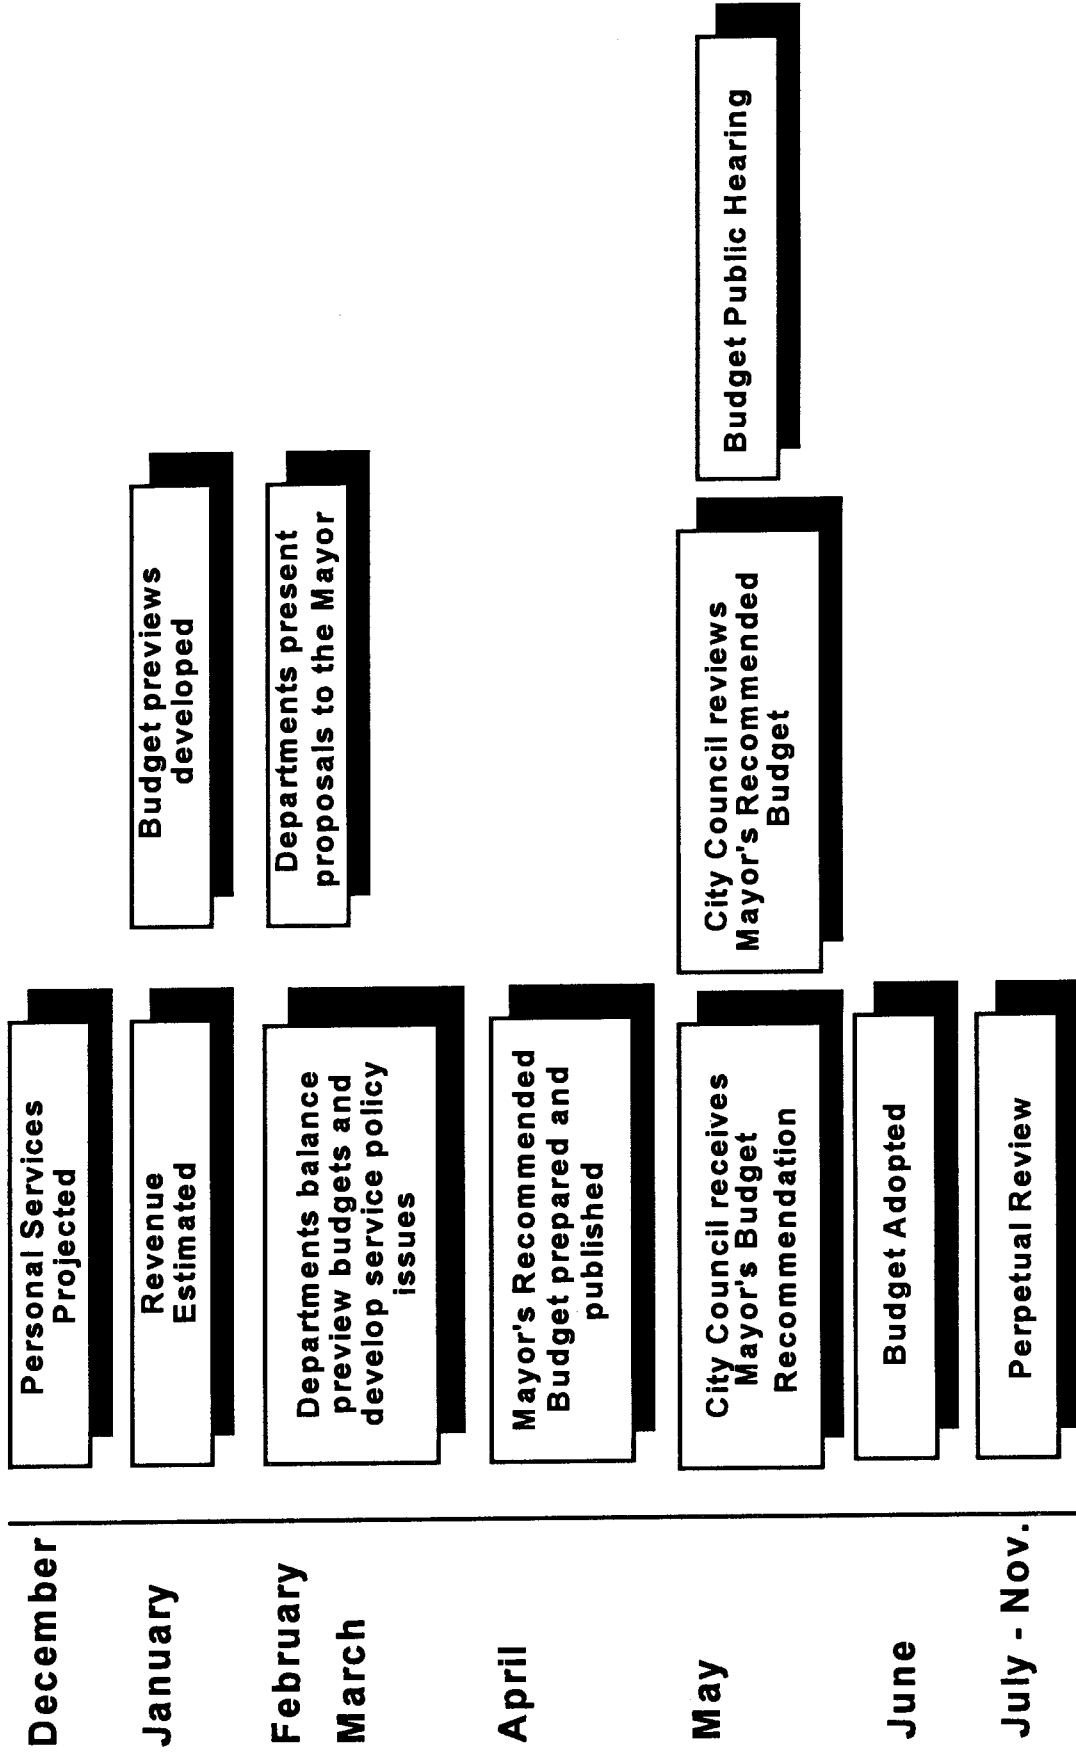 December
Personal Services
Projected
January
Revenue
Estimated
Budget previews
developed
February
March
Departments balance
preview budgets and
develop service policy
issues
Departments present
proposals to the Mayor
April
Mayor's Recommended
Budget prepared and
published
May
City Council receives
Mayor's Budget
Recommendation
City Council reviews
Mayor's Recommended
Budget
Budget Public Hearing
June
Budget Adopted
July - Nov.
Perpetual Review